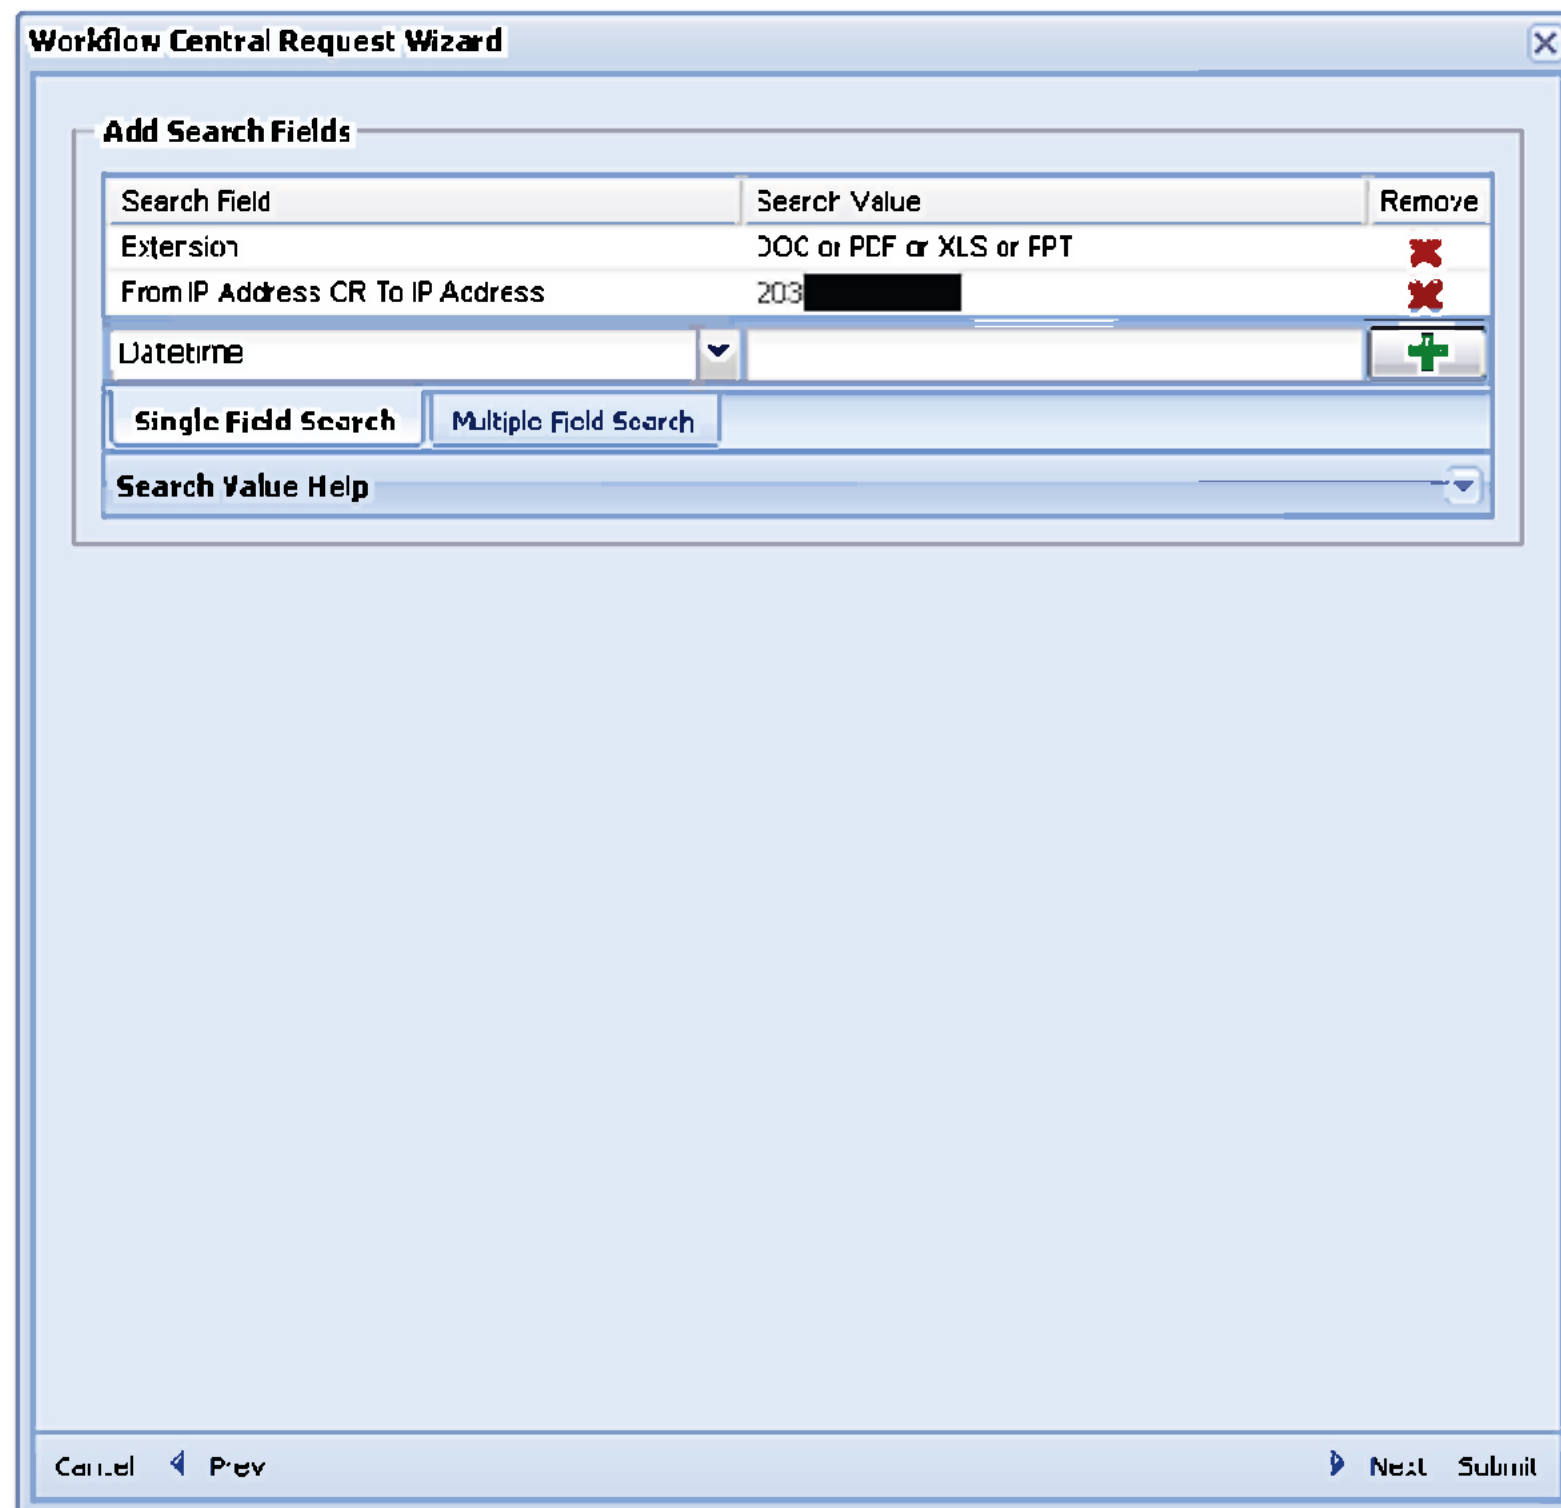 Workflow Central Request Wizard
Add Search Fields
Search Field Search Value Remove
Extension DOC or PDF or XLS or PPT
From IP Address OR To IP Address 203
Datetime
Single Field Search Multiple Field Search
Search Value Help
Cancel Prev Next Submit